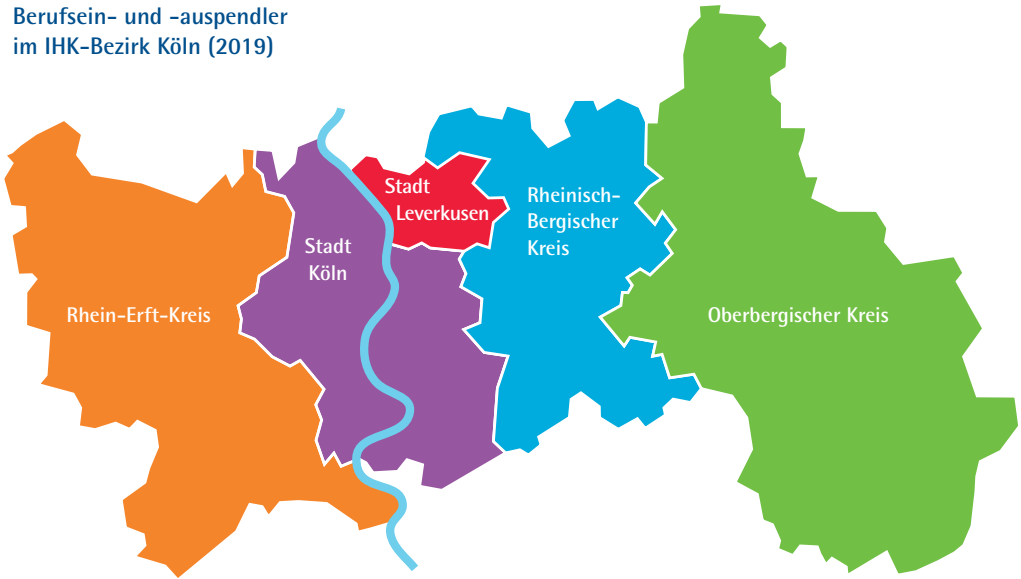 Berufsein- und -auspendler
im IHK-Bezirk Köln (2019)
Stadt
Leverkusen
Rheinisch-
Bergischer
Kreis
Stadt
Köln
Rhein-Erft-Kreis
Oberbergischer Kreis